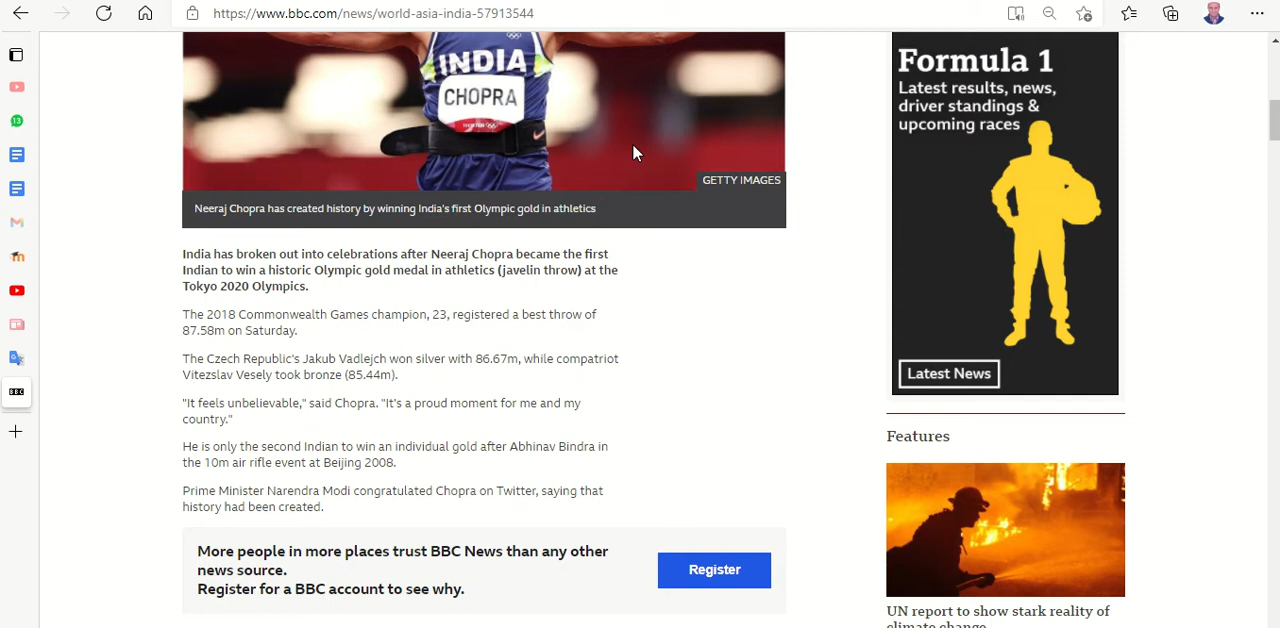 https://www.bbc.com/news/world-asia-india-57913544
INDIA
CHOPRA
GETTY IMAGES
Neeraj Chopra has created history by winning India's first Olympic gold in athletics
India has broken out into celebrations after Neeraj Chopra became the first
Indian to win a historic Olympic gold medal in athletics (javelin throw) at the
Tokyo 2020 Olympics.
The 2018 Commonwealth Games champion, 23, registered a best throw of
87.58m on Saturday.
The Czech Republic's Jakub Vadlejch won silver with 86.67m, while compatriot
Vitezslav Vesely took bronze (85.44m).
"It feels unbelievable," said Chopra. "It's a proud moment for me and my
country."
He is only the second Indian to win an individual gold after Abhinav Bindra in
the 10m air rifle event at Beijing 2008.
Prime Minister Narendra Modi congratulated Chopra on Twitter, saying that
history had been created.
More people in more places trust BBC News than any other
news source.
Register for a BBC account to see why.
Register
Formula 1
Latest results, news,
driver standings &
upcoming races
Latest News
Features
UN report to show stark reality of
climate change
13
BBC